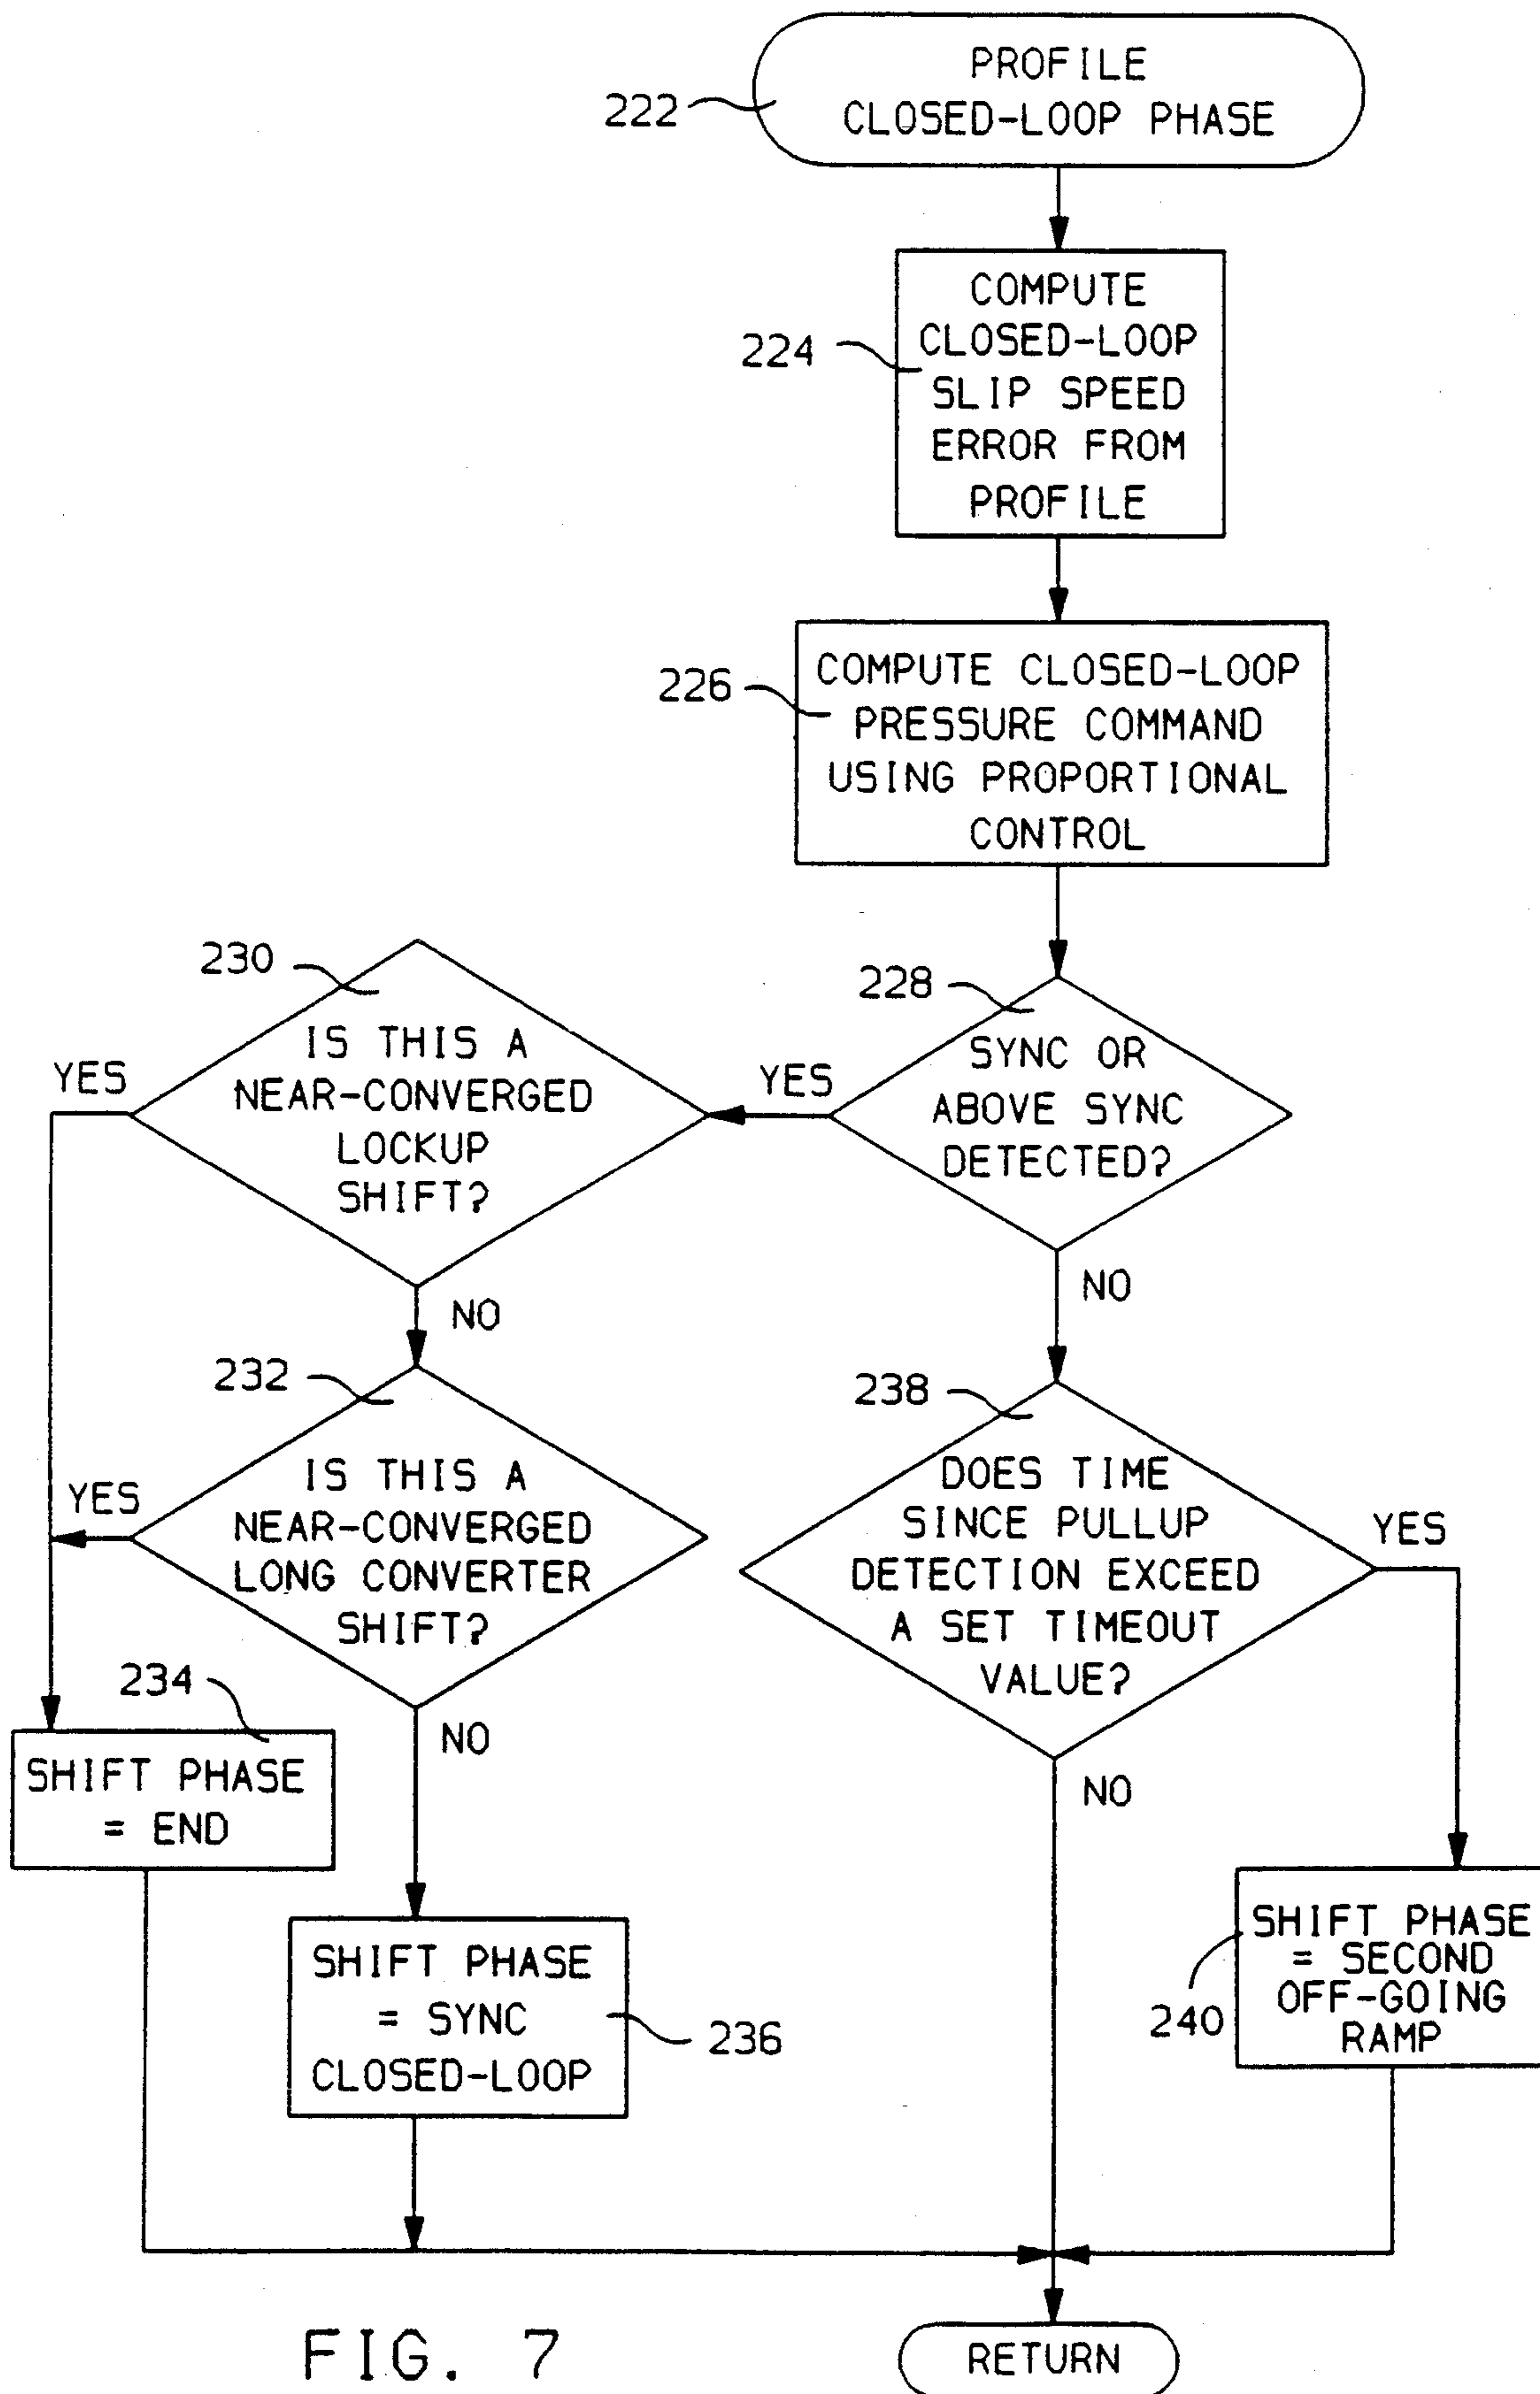 PROFILE
CLOSED-LOOP PHASE
222
COMPUTE
CLOSED-LOOP
SLIP SPEED
ERROR FROM
PROFILE
224
COMPUTE CLOSED-LOOP
PRESSURE COMMAND
USING PROPORTIONAL
CONTROL
226
228
SYNC OR
ABOVE SYNC
DETECTED?
YES
NO
230
IS THIS A
NEAR-CONVERGED
LOCKUP
SHIFT?
YES
NO
232
IS THIS A
NEAR-CONVERGED
LONG CONVERTER
SHIFT?
YES
NO
238
DOES TIME
SINCE PULLUP
DETECTION EXCEED
A SET TIMEOUT
VALUE?
YES
NO
234
SHIFT PHASE
= END
SHIFT PHASE
= SYNC
CLOSED-LOOP
236
SHIFT PHASE
= SECOND
OFF-GOING
RAMP
240
RETURN
FIG. 7